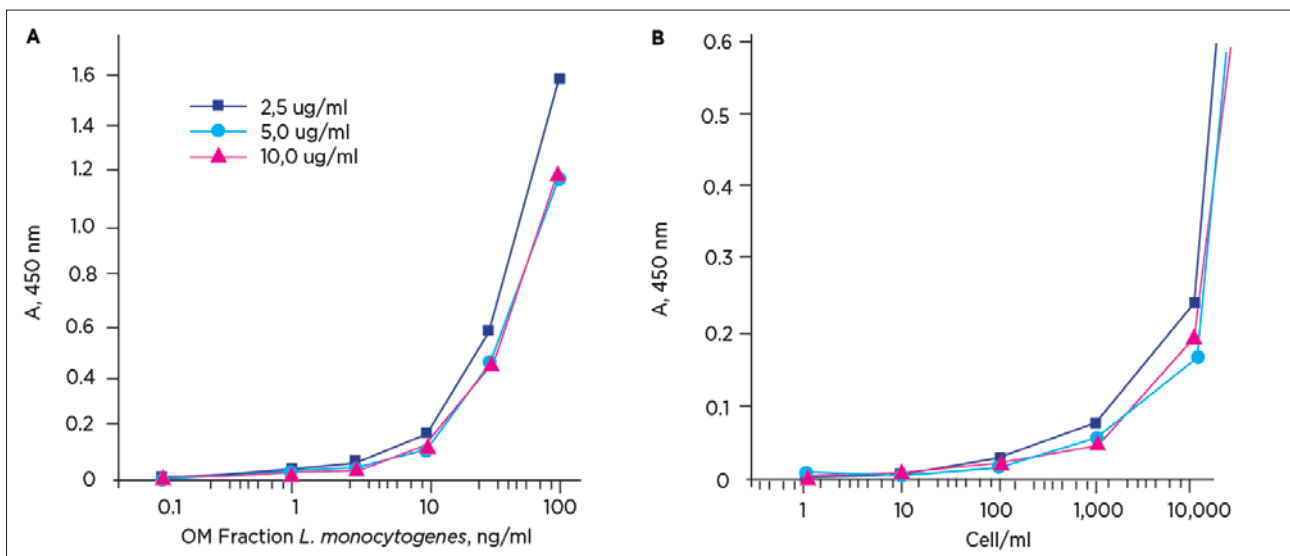 A
A, 450 nm
1.6
1.4
1.2
1.0
0.8
0.6
0.4
0.2
0
2,5 ug/ml
5,0 ug/ml
10,0 ug/ml
0.1 1 10 100
OM Fraction L. monocytogenes, ng/ml
B
A, 450 nm
0.6
0.5
0.4
0.3
0.2
0.1
0
1 10 100 1,000 10,000
Cell/ml